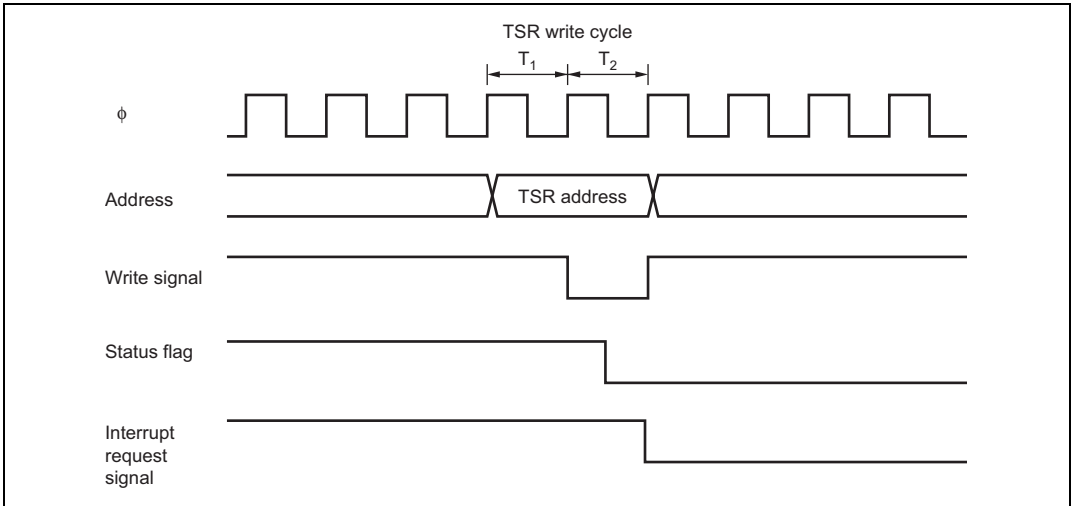 TSR write cycle
T₁ T₂
ϕ
Address
TSR address
Write signal
Status flag
Interrupt
request
signal